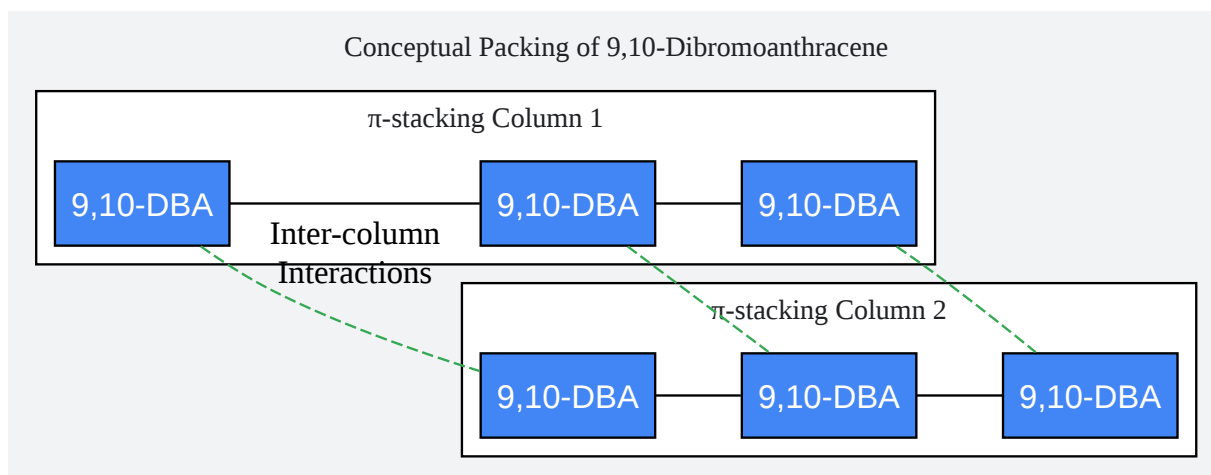 Conceptual Packing of 9,10-Dibromoanthracene
π-stacking Column 1
9,10-DBA
9,10-DBA
9,10-DBA
Inter-column
Interactions
π-stacking Column 2
9,10-DBA
9,10-DBA
9,10-DBA